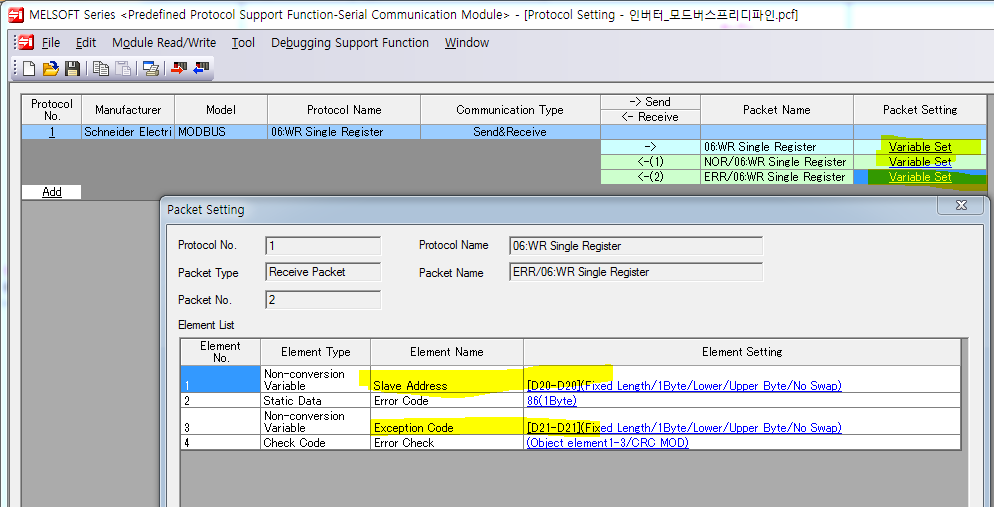 MELSOFT Series <Predefined Protocol Support Function-Serial Communication Module> - [Protocol Setting - 인버터_모드버스프리디파인.pcf]
File Edit Module Read/Write Tool Debugging Support Function Window
Protocol No. Manufacturer Model Protocol Name Communication Type -> Send <- Receive Packet Name Packet Setting
1 Schneider Electri MODBUS 06:WR Single Register Send&Receive
-> 06:WR Single Register Variable Set
<-(1) NOR/06:WR Single Register Variable Set
<-(2) ERR/06:WR Single Register Variable Set
Add
Packet Setting
Protocol No. 1 Protocol Name 06:WR Single Register
Packet Type Receive Packet Packet Name ERR/06:WR Single Register
Packet No. 2
Element List
Element No. Element Type Element Name Element Setting
1 Non-conversion Variable Slave Address [D20-D20](Fixed Length/1Byte/Lower/Upper Byte/No Swap)
2 Static Data Error Code 86(1Byte)
3 Non-conversion Variable Exception Code [D21-D21](Fixed Length/1Byte/Lower/Upper Byte/No Swap)
4 Check Code Error Check (Object element1-3/CRC MOD)